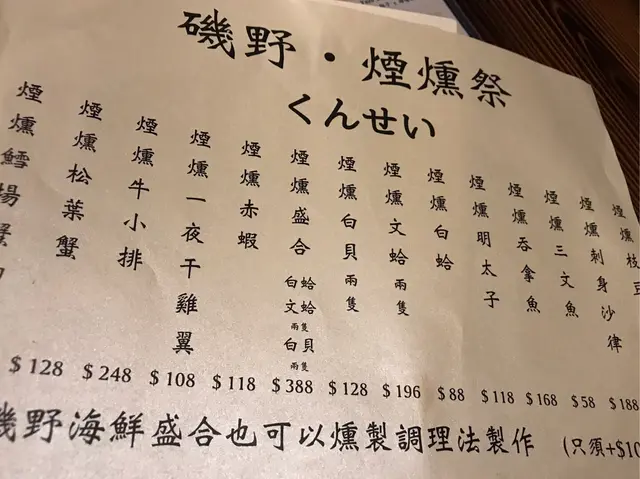 磯野・煙燻祭
くんせい
煙燻枝豆
煙燻刺身沙律
煙燻三文魚
煙燻吞拿魚
煙燻明太子
煙燻白蛤
煙燻文蛤兩隻
煙燻白貝兩隻
煙燻盛合
白蛤
文蛤
兩隻
白貝
兩隻
煙燻赤蝦
煙燻一夜干雞翼
煙燻牛小排
煙燻松葉蟹
煙燻鱈場蟹
$128 $248 $108 $118 $388 $128 $196 $88 $118 $168 $58 $188
磯野海鮮盛合也可以燻製調理法製作 (只須+$10